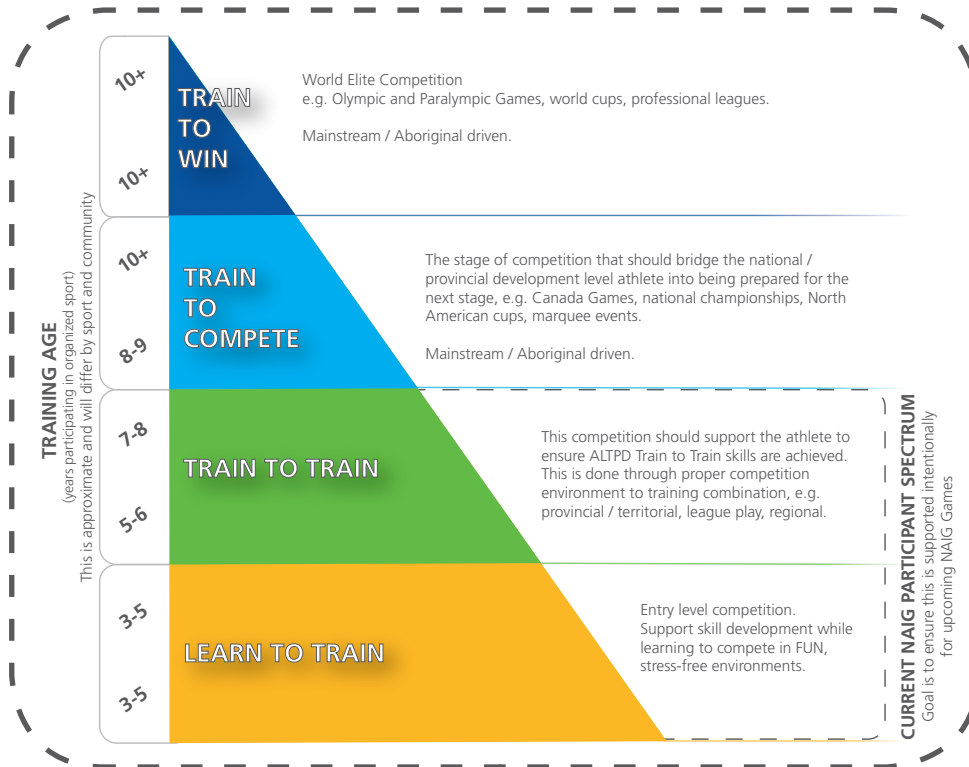 TRAINING AGE
(years participating in organized sport)
This is approximate and will differ by sport and community
10+
10+
TRAIN
TO
WIN
World Elite Competition
e.g. Olympic and Paralympic Games, world cups, professional leagues.
Mainstream / Aboriginal driven.
10+
8-9
TRAIN
TO
COMPETE
The stage of competition that should bridge the national /
provincial development level athlete into being prepared for the
next stage, e.g. Canada Games, national championships, North
American cups, marquee events.
Mainstream / Aboriginal driven.
7-8
5-6
TRAIN TO TRAIN
This competition should support the athlete to
ensure ALTPD Train to Train skills are achieved.
This is done through proper competition
environment to training combination, e.g.
provincial / territorial, league play, regional.
3-5
3-5
LEARN TO TRAIN
Entry level competition.
Support skill development while
learning to compete in FUN,
stress-free environments.
CURRENT NAIG PARTICIPANT SPECTRUM
Goal is to ensure this is supported intentionally
for upcoming NAIG Games